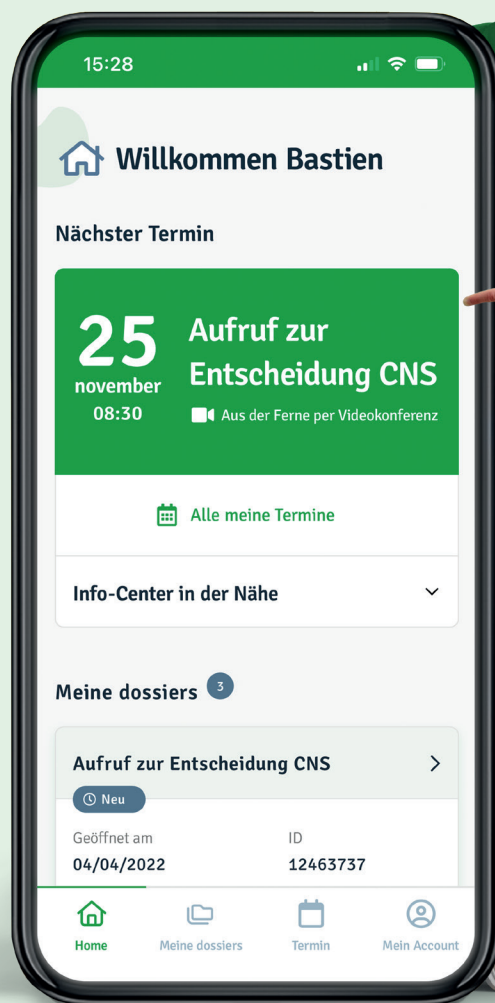 15:28
Willkommen Bastien
Nächster Termin
25
november
08:30
Aufruf zur
Entscheidung CNS
Aus der Ferne per Videokonferenz
Alle meine Termine
Info-Center in der Nähe
Meine dossiers 3
Aufruf zur Entscheidung CNS
Neu
Geöffnet am
04/04/2022
ID
12463737
Home
Meine dossiers
Termin
Mein Account